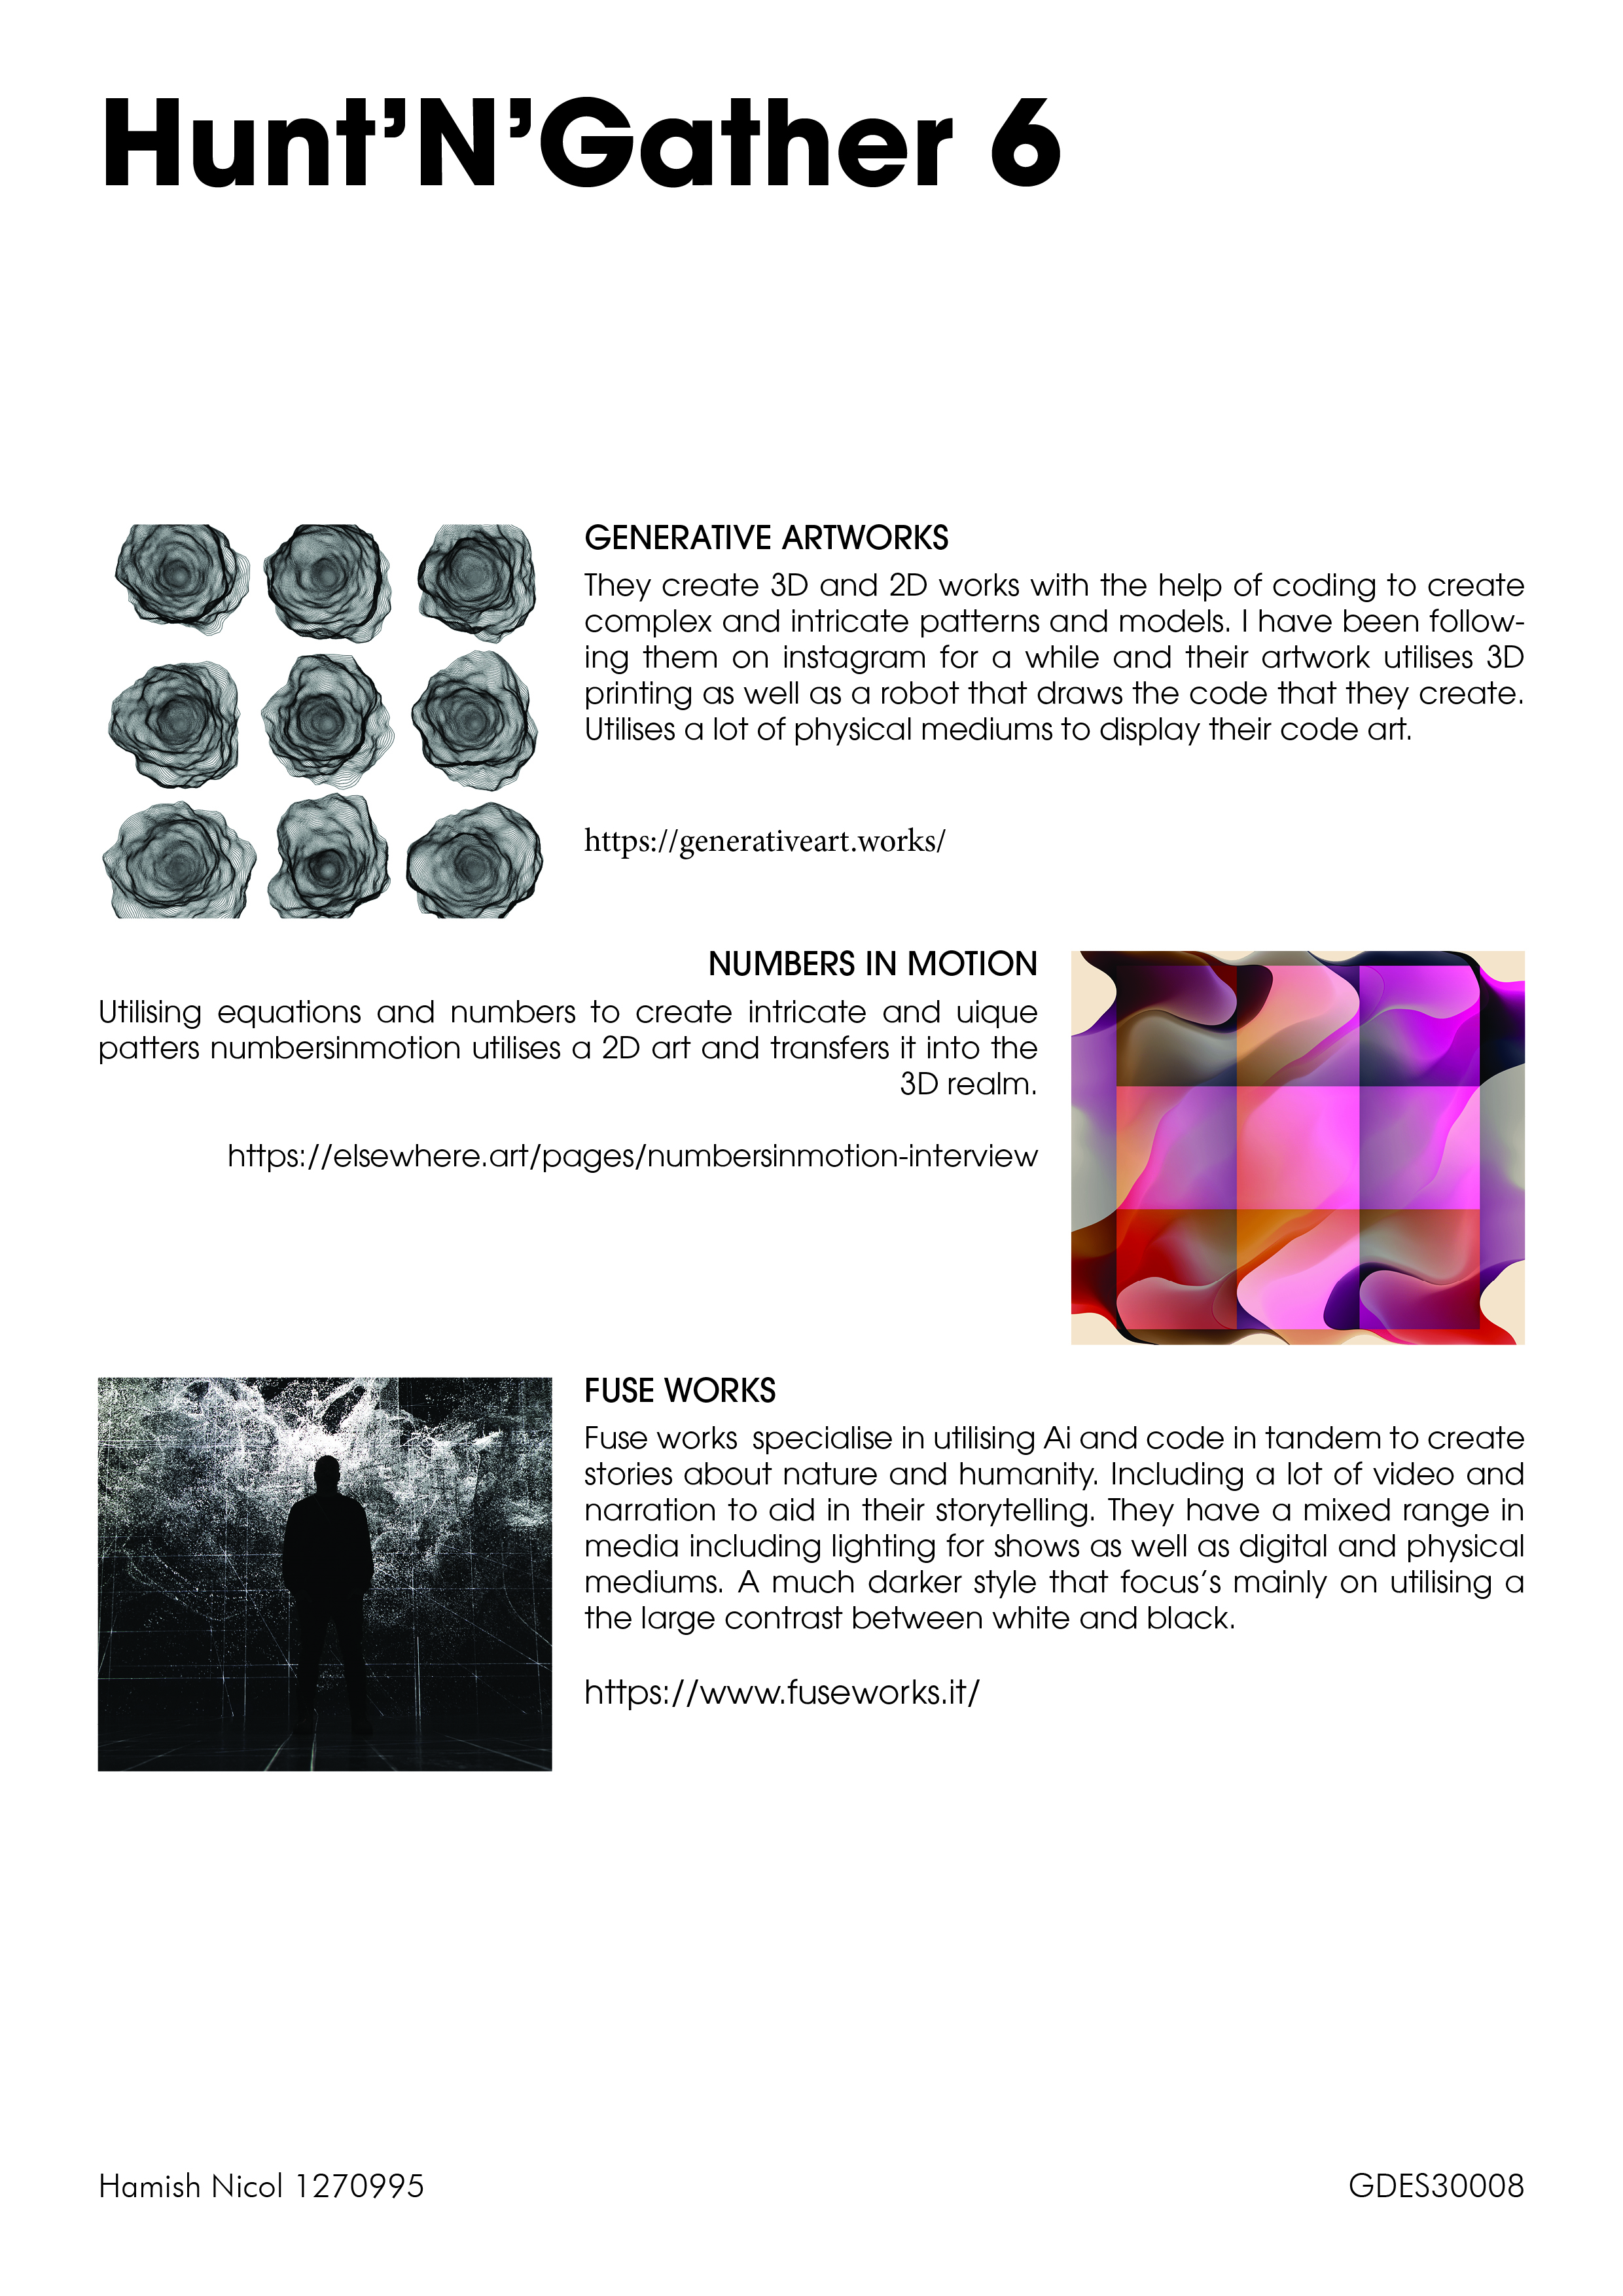 Hunt’N’Gather 6
GENERATIVE ARTWORKS
They create 3D and 2D works with the help of coding to create
complex and intricate patterns and models. I have been follow-
ing them on instagram for a while and their artwork utilises 3D
printing as well as a robot that draws the code that they create.
Utilises a lot of physical mediums to display their code art.
https://generativeart.works/
NUMBERS IN MOTION
Utilising equations and numbers to create intricate and uique
patters numbersinmotion utilises a 2D art and transfers it into the
3D realm.
https://elsewhere.art/pages/numbersinmotion-interview
FUSE WORKS
Fuse works  specialise in utilising Ai and code in tandem to create
stories about nature and humanity. Including a lot of video and
narration to aid in their storytelling. They have a mixed range in
media including lighting for shows as well as digital and physical
mediums. A much darker style that focus‘s mainly on utilising a
the large contrast between white and black.
https://www.fuseworks.it/
Hamish Nicol 1270995
GDES30008